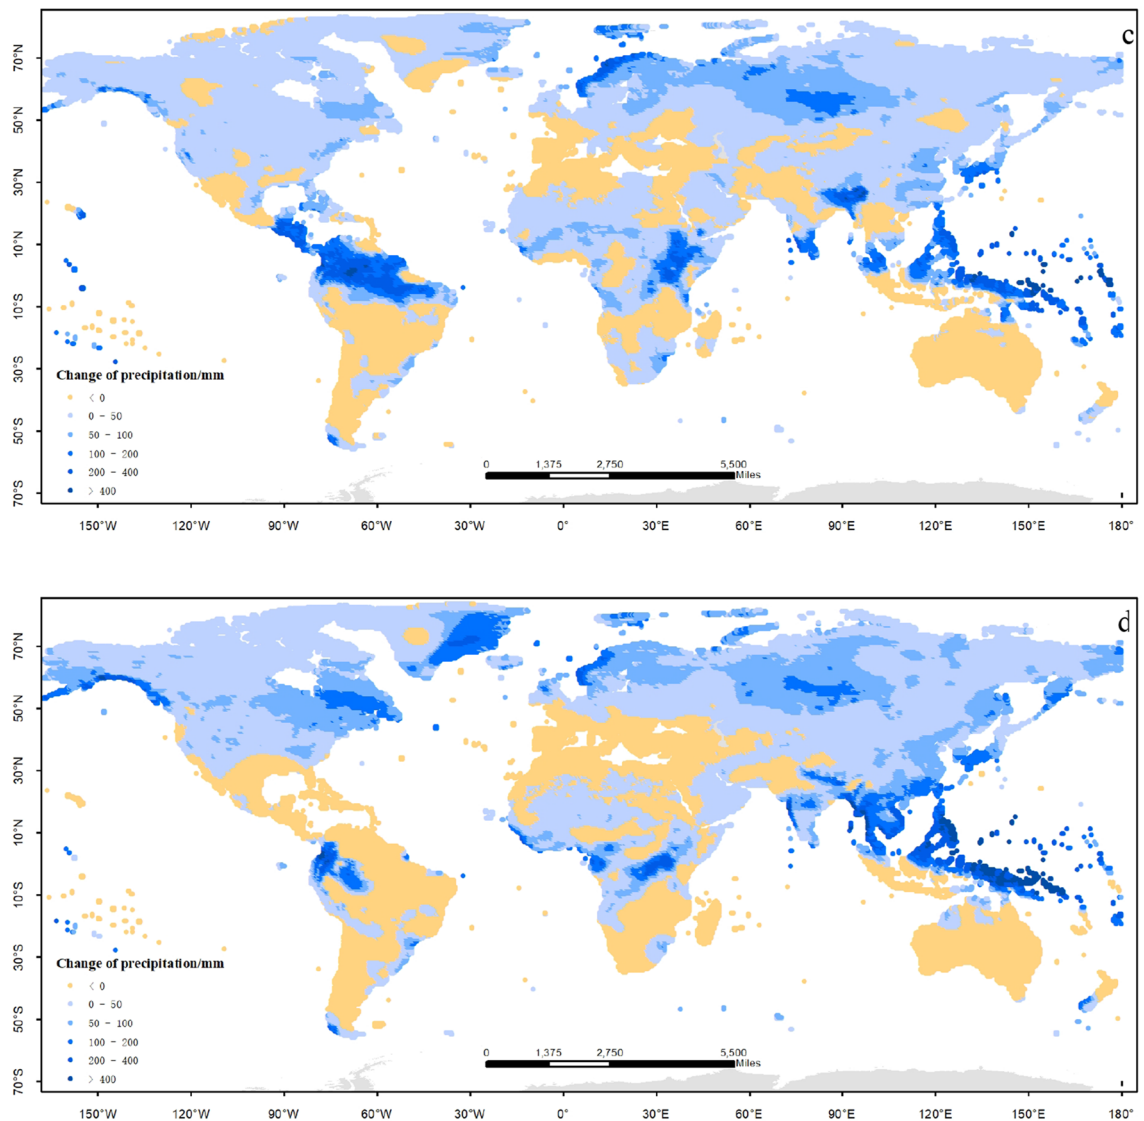 c
70°N
50°N
30°N
10°N
10°S
30°S
50°S
70°S
Change of precipitation/mm
< 0
0 - 50
50 - 100
100 - 200
200 - 400
> 400
0 1,375 2,750 5,500
Miles
150°W 120°W 90°W 60°W 30°W 0° 30°E 60°E 90°E 120°E 150°E 180°
d
70°N
50°N
30°N
10°N
10°S
30°S
50°S
70°S
Change of precipitation/mm
< 0
0 - 50
50 - 100
100 - 200
200 - 400
> 400
0 1,375 2,750 5,500
Miles
150°W 120°W 90°W 60°W 30°W 0° 30°E 60°E 90°E 120°E 150°E 180°